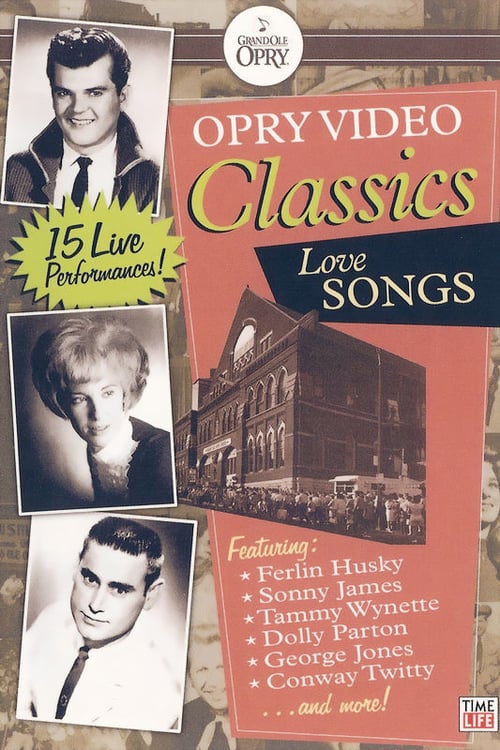 GRAND OLE
OPRY
OPRY VIDEO
Classics
Love
SONGS
15 Live
Performances!
Featuring:
★ Ferlin Husky
★ Sonny James
★ Tammy Wynette
★ Dolly Parton
★ George Jones
★ Conway Twitty
...and more!
TIME
LIFE